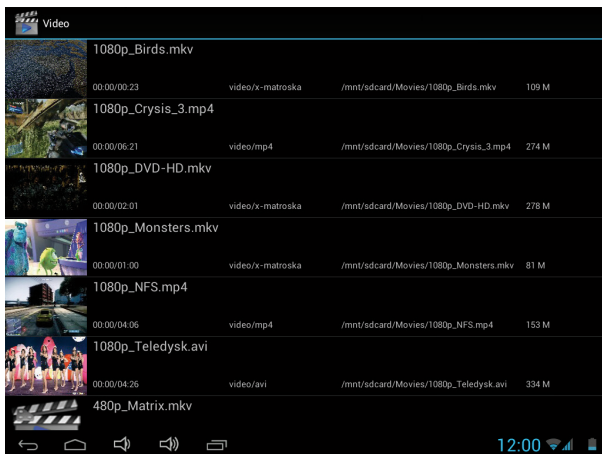 Video
1080p_Birds.mkv
00:00/00:23 video/x-matroska /mnt/sdcard/Movies/1080p_Birds.mkv 109 M
1080p_Crysis_3.mp4
00:00/06:21 video/mp4 /mnt/sdcard/Movies/1080p_Crysis_3.mp4 274 M
1080p_DVD-HD.mkv
00:00/02:01 video/x-matroska /mnt/sdcard/Movies/1080p_DVD-HD.mkv 278 M
1080p_Monsters.mkv
00:00/01:00 video/x-matroska /mnt/sdcard/Movies/1080p_Monsters.mkv 81 M
1080p_NFS.mp4
00:00/04:06 video/mp4 /mnt/sdcard/Movies/1080p_NFS.mp4 153 M
1080p_Teledysk.avi
00:00/04:26 video/avi /mnt/sdcard/Movies/1080p_Teledysk.avi 334 M
480p_Matrix.mkv
12:00